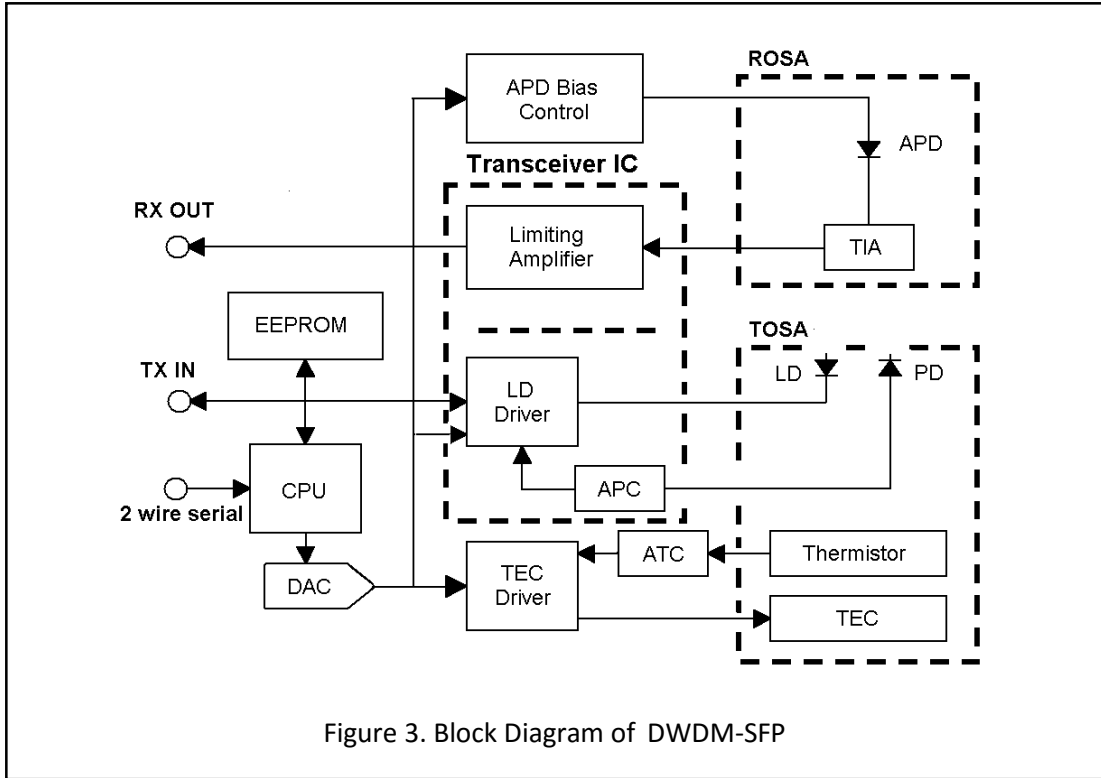 ROSA
APD Bias
Control
APD
Transceiver IC
RX OUT
Limiting
Amplifier
TIA
EEPROM
TOSA
TX IN
LD
PD
LD
Driver
CPU
APC
2 wire serial
ATC
Thermistor
DAC
TEC
Driver
TEC
Figure 3. Block Diagram of DWDM-SFP